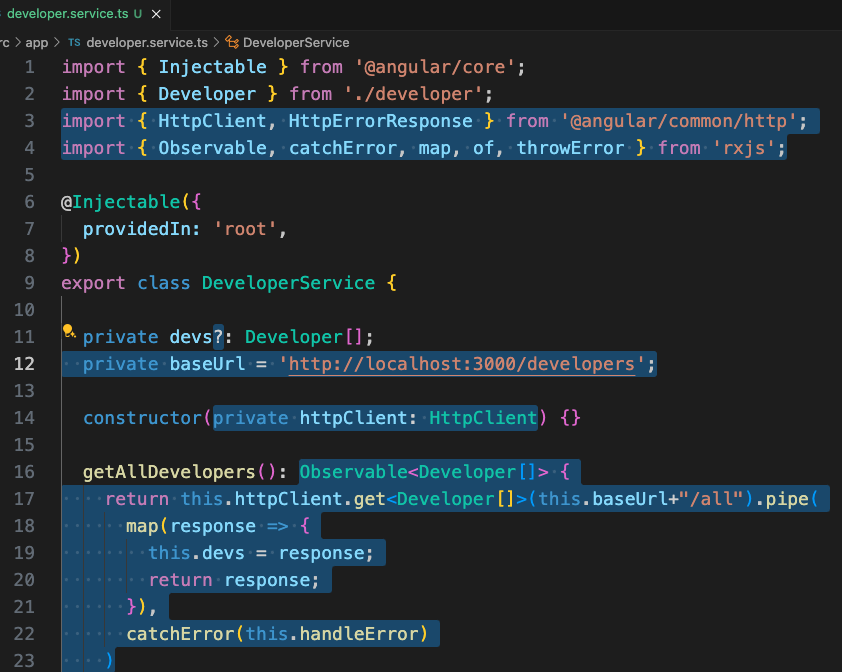 developer.service.ts U ×
rc > app > TS developer.service.ts > DeveloperService
1 import { Injectable } from '@angular/core';
2 import { Developer } from './developer';
3 import { HttpClient, HttpErrorResponse } from '@angular/common/http';
4 import { Observable, catchError, map, of, throwError } from 'rxjs';
5
6 @Injectable({
7   providedIn: 'root',
8 })
9 export class DeveloperService {
10
11   private devs?: Developer[];
12   private baseUrl = 'http://localhost:3000/developers';
13
14   constructor(private httpClient: HttpClient) {}
15
16   getAllDevelopers(): Observable<Developer[]> {
17     return this.httpClient.get<Developer[]>(this.baseUrl+"/all").pipe(
18       map(response => {
19         this.devs = response;
20         return response;
21       }),
22       catchError(this.handleError)
23     )